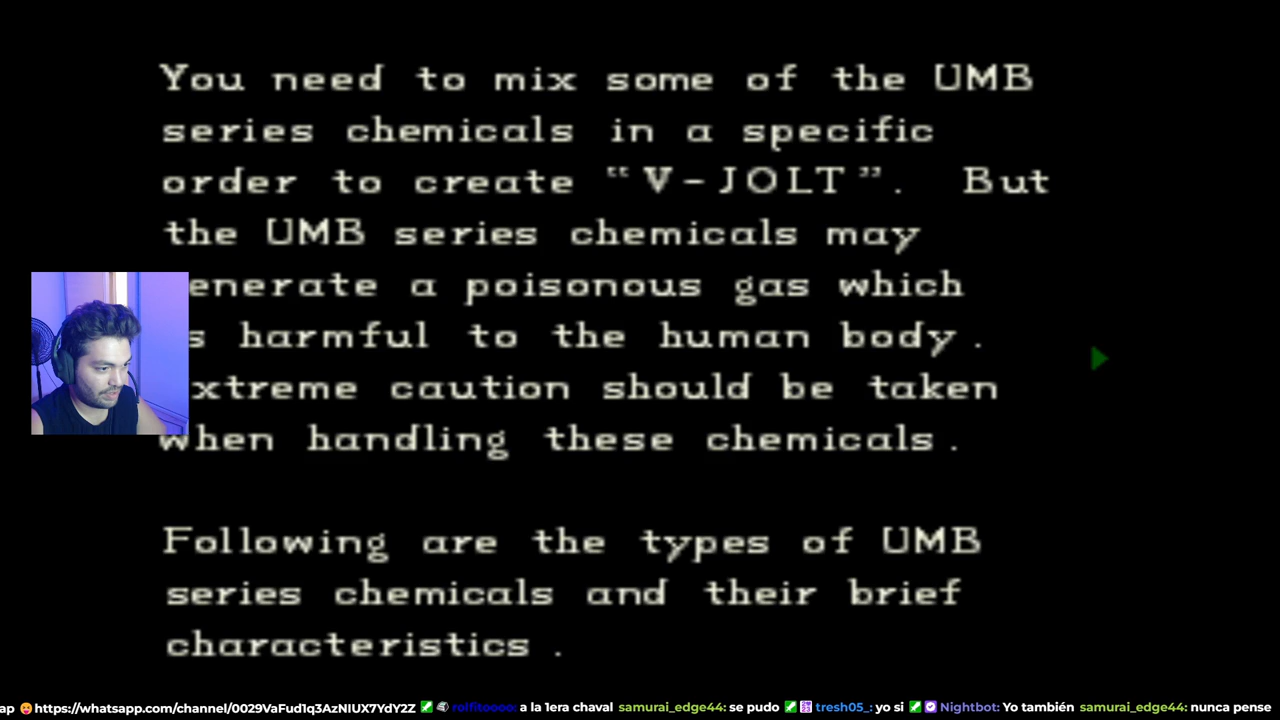 You need to mix some of the UMB
series chemicals in a specific
order to create “V-JOLT”. But
the UMB series chemicals may
enerate a poisonous gas which
s harmful to the human body.
xtreme caution should be taken
when handling these chemicals.
Following are the types of UMB
series chemicals and their brief
characteristics.
ap 😛https://whatsapp.com/channel/0029VaFud1q3AzNIUX7YdY2Z rolfitoooo: a la 1era chaval samurai_edge44: se pudo tresh05_: yo si Nightbot: Yo también samurai_edge44: nunca pense